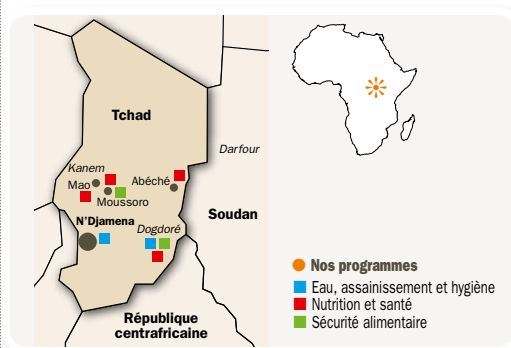 Tchad
Darfour
Kanem
Mao
Abéché
Moussoro
N'Djamena
Dogdoré
Soudan
République
centrafricaine
Nos programmes
Eau, assainissement et hygiène
Nutrition et santé
Sécurité alimentaire